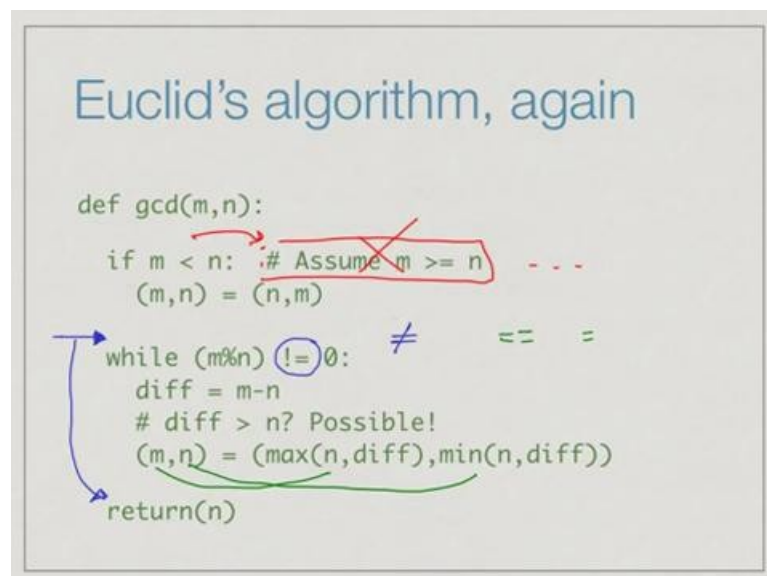 Euclid's algorithm, again
def gcd(m,n):
if m < n: # Assume m >= n - - -
(m,n) = (n,m)
while (m%n) != 0: ≠ == =
diff = m-n
# diff > n? Possible!
(m,n) = (max(n,diff),min(n,diff))
return(n)